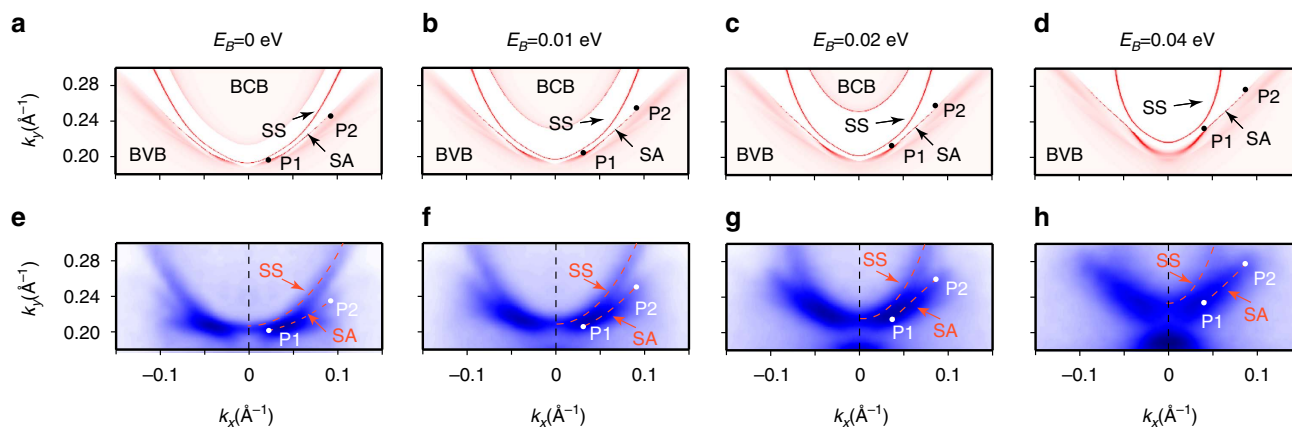 a b c d
E_B=0 eV E_B=0.01 eV E_B=0.02 eV E_B=0.04 eV
k_y(Å⁻¹)
0.28
0.24
0.20
BCB
SS
P2
P1
SA
BVB
BCB
SS
P2
P1
SA
BVB
BCB
SS
P2
P1
SA
BVB
SS
P2
P1
SA
BVB
e f g h
k_y(Å⁻¹)
0.28
0.24
0.20
SS
P2
P1
SA
SS
P2
P1
SA
SS
P2
P1
SA
SS
P2
P1
SA
−0.1 0 0.1 −0.1 0 0.1 −0.1 0 0.1 −0.1 0 0.1
k_x(Å⁻¹) k_x(Å⁻¹) k_x(Å⁻¹) k_x(Å⁻¹)